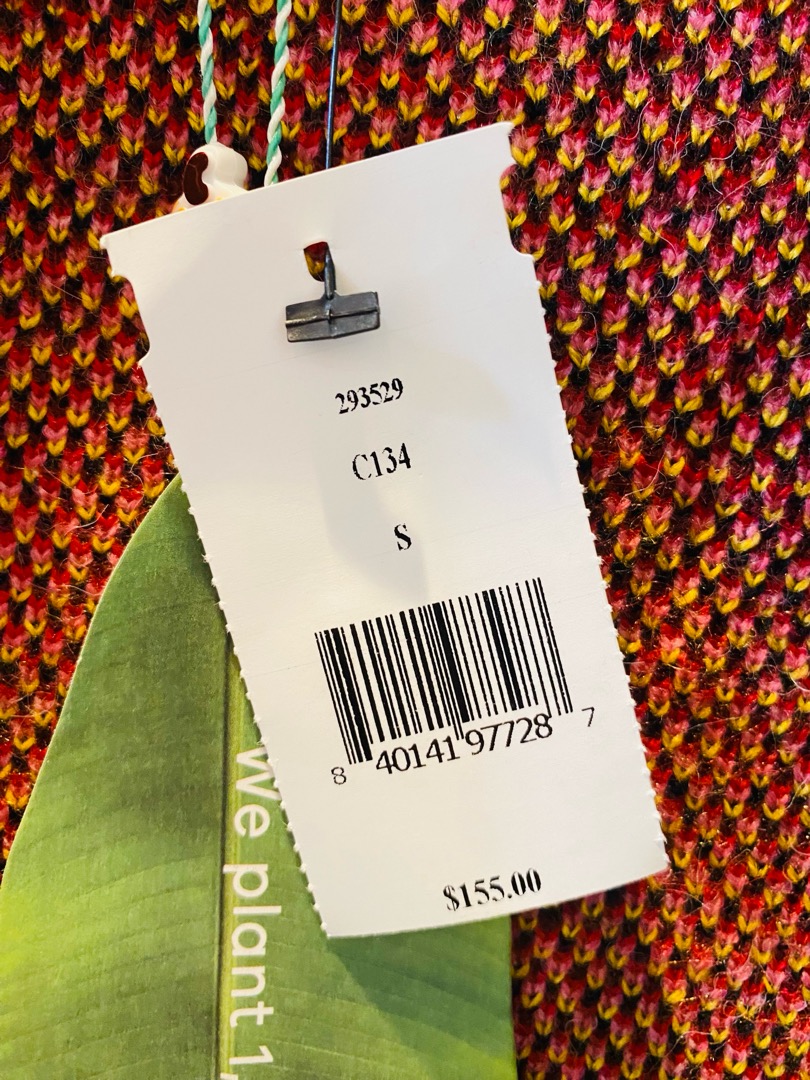 293529
C134
S
8 40141 97728 7
$155.00
We plant 1